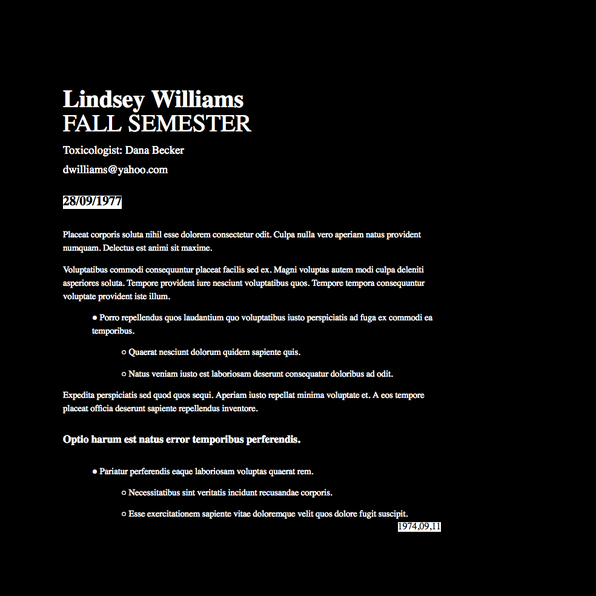 Lindsey Williams
FALL SEMESTER
Toxicologist: Dana Becker
dwilliams@yahoo.com
28/09/1977
Placeat corporis soluta nihil esse dolorem consectetur odit. Culpa nulla vero aperiam natus provident
numquam. Delectus est animi sit maxime.
Voluptatibus commodi consequuntur placeat facilis sed ex. Magni voluptas autem modi culpa deleniti
asperiores soluta. Tempore provident iure nesciunt voluptatibus quos. Tempore tempora consequuntur
voluptate provident iste illum.
● Porro repellendus quos laudantium quo voluptatibus iusto perspiciatis ad fuga ex commodi ea
temporibus.
○ Quaerat nesciunt dolorum quidem sapiente quis.
○ Natus veniam iusto est laboriosam deserunt consequatur doloribus ad odit.
Expedita perspiciatis sed quod quos sequi. Aperiam iusto repellat minima voluptate et. A eos tempore
placeat officia deserunt sapiente repellendus inventore.
Optio harum est natus error temporibus perferendis.
● Pariatur perferendis eaque laboriosam voluptas quaerat rem.
○ Necessitatibus sint veritatis incidunt recusandae corporis.
○ Esse exercitationem sapiente vitae doloremque velit quos dolore fugit suscipit.
1974,09,11